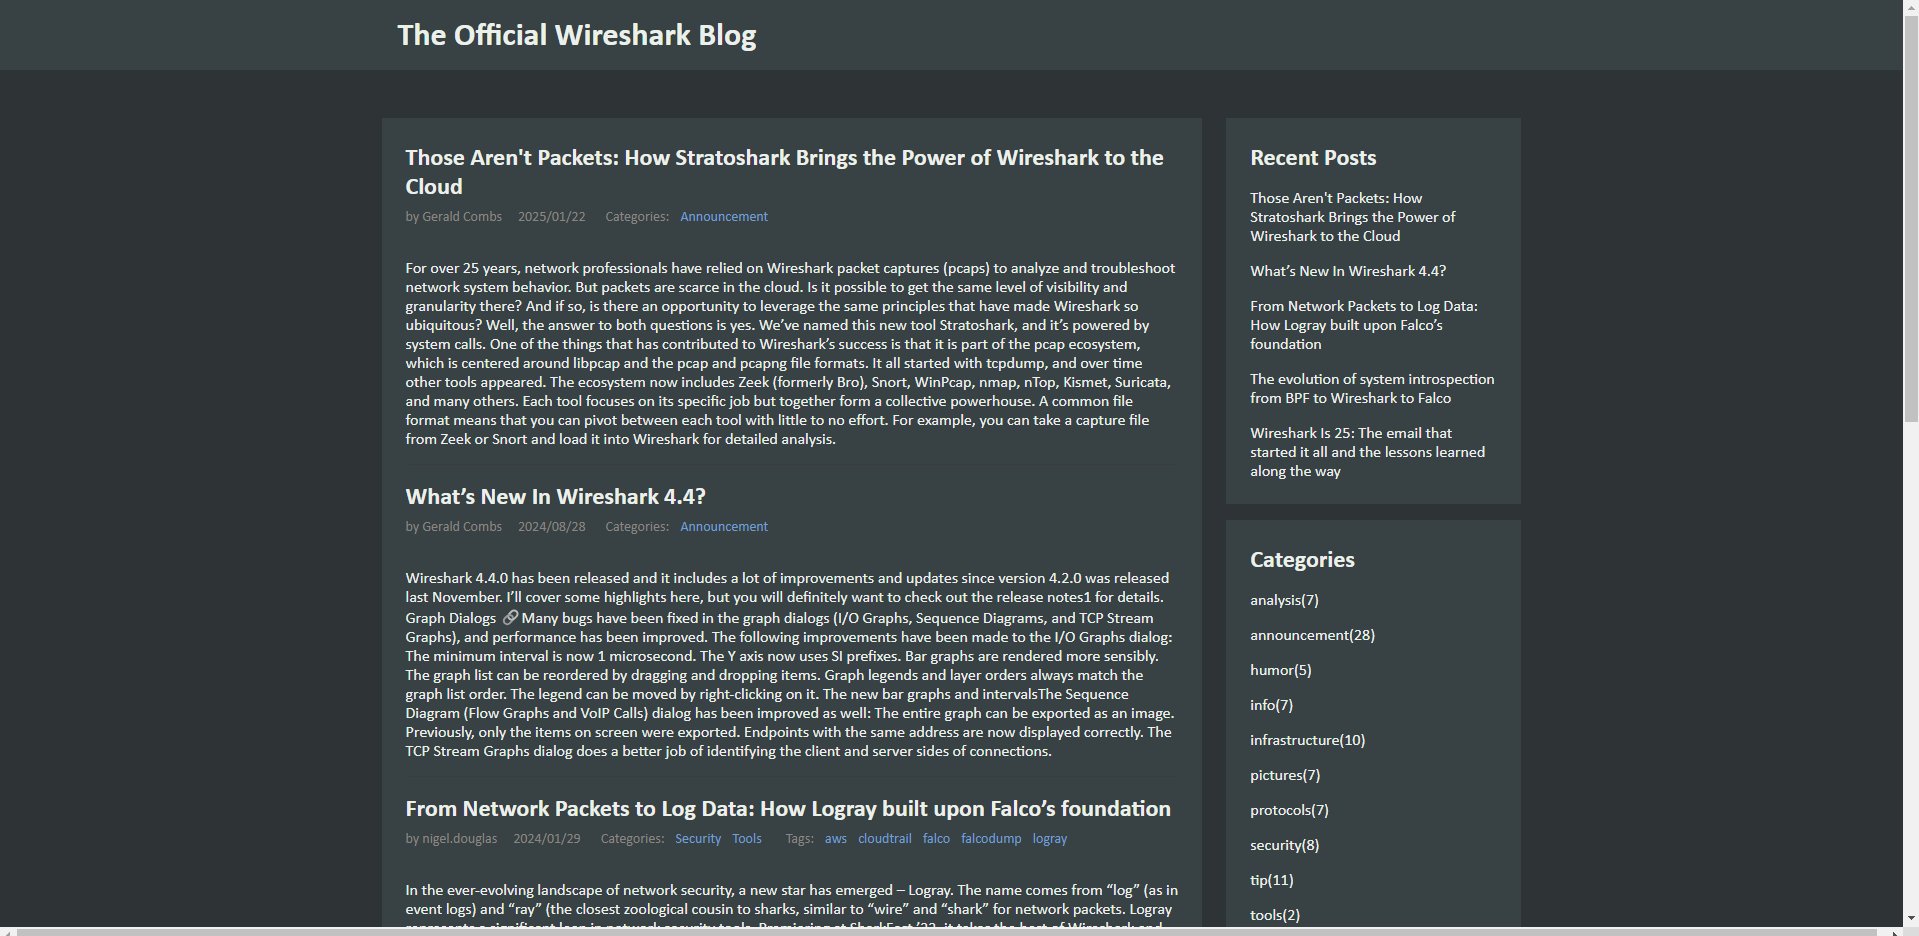 The Official Wireshark Blog
Those Aren't Packets: How Stratoshark Brings the Power of Wireshark to the
Cloud
by Gerald Combs 2025/01/22 Categories: Announcement
For over 25 years, network professionals have relied on Wireshark packet captures (pcaps) to analyze and troubleshoot
network system behavior. But packets are scarce in the cloud. Is it possible to get the same level of visibility and
granularity there? And if so, is there an opportunity to leverage the same principles that have made Wireshark so
ubiquitous? Well, the answer to both questions is yes. We’ve named this new tool Stratoshark, and it’s powered by
system calls. One of the things that has contributed to Wireshark’s success is that it is part of the pcap ecosystem,
which is centered around libpcap and the pcap and pcapng file formats. It all started with tcpdump, and over time
other tools appeared. The ecosystem now includes Zeek (formerly Bro), Snort, WinPcap, nmap, nTop, Kismet, Suricata,
and many others. Each tool focuses on its specific job but together form a collective powerhouse. A common file
format means that you can pivot between each tool with little to no effort. For example, you can take a capture file
from Zeek or Snort and load it into Wireshark for detailed analysis.
What’s New In Wireshark 4.4?
by Gerald Combs 2024/08/28 Categories: Announcement
Wireshark 4.4.0 has been released and it includes a lot of improvements and updates since version 4.2.0 was released
last November. I’ll cover some highlights here, but you will definitely want to check out the release notes1 for details.
Graph Dialogs 🔗 Many bugs have been fixed in the graph dialogs (I/O Graphs, Sequence Diagrams, and TCP Stream
Graphs), and performance has been improved. The following improvements have been made to the I/O Graphs dialog:
The minimum interval is now 1 microsecond. The Y axis now uses SI prefixes. Bar graphs are rendered more sensibly.
The graph list can be reordered by dragging and dropping items. Graph legends and layer orders always match the
graph list order. The legend can be moved by right-clicking on it. The new bar graphs and intervalsThe Sequence
Diagram (Flow Graphs and VoIP Calls) dialog has been improved as well: The entire graph can be exported as an image.
Previously, only the items on screen were exported. Endpoints with the same address are now displayed correctly. The
TCP Stream Graphs dialog does a better job of identifying the client and server sides of connections.
From Network Packets to Log Data: How Logray built upon Falco’s foundation
by nigel.douglas 2024/01/29 Categories: Security Tools Tags: aws cloudtrail falco falcodump logray
In the ever-evolving landscape of network security, a new star has emerged – Logray. The name comes from “log” (as in
event logs) and “ray” (the closest zoological cousin to sharks, similar to “wire” and “shark” for network packets. Logray
Recent Posts
Those Aren't Packets: How
Stratoshark Brings the Power of
Wireshark to the Cloud
What’s New In Wireshark 4.4?
From Network Packets to Log Data:
How Logray built upon Falco’s
foundation
The evolution of system introspection
from BPF to Wireshark to Falco
Wireshark Is 25: The email that
started it all and the lessons learned
along the way
Categories
analysis(7)
announcement(28)
humor(5)
info(7)
infrastructure(10)
pictures(7)
protocols(7)
security(8)
tip(11)
tools(2)